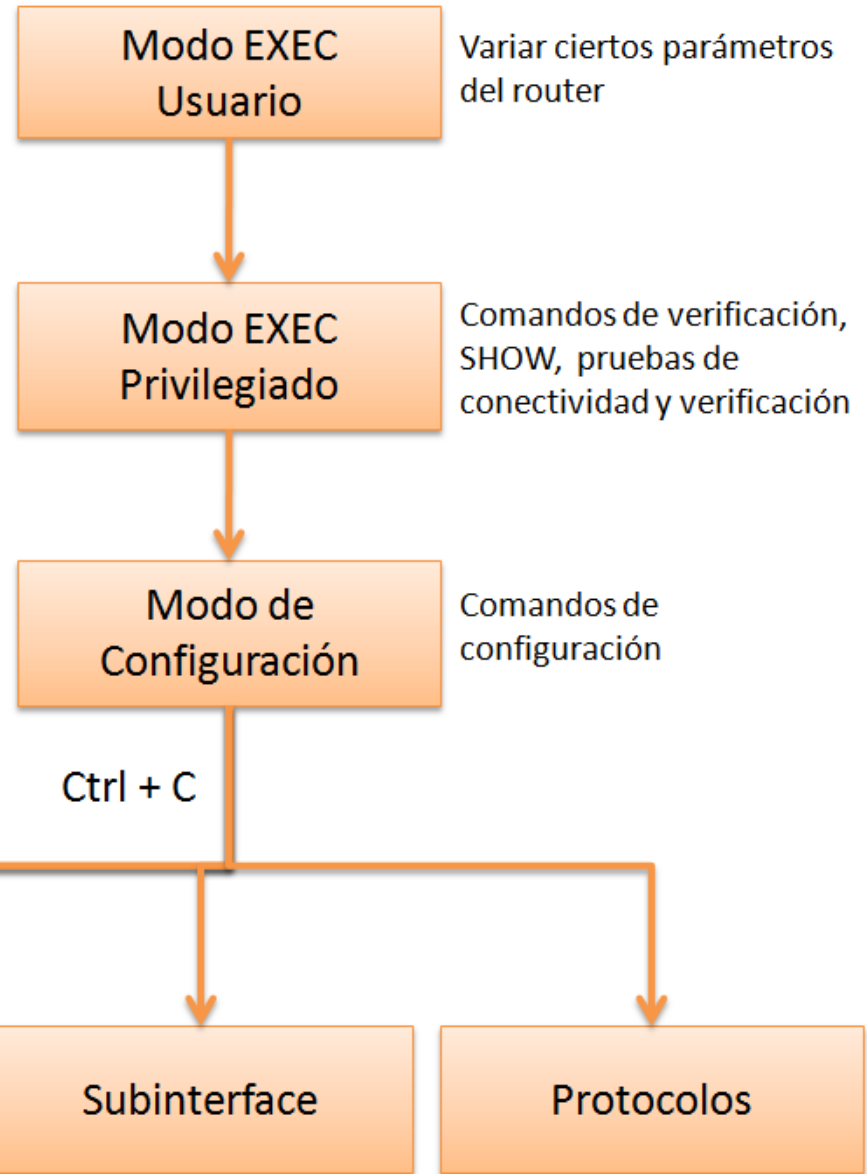 Modo EXEC
Usuario
Variar ciertos parámetros
del router
Modo EXEC
Privilegiado
Comandos de verificación,
SHOW, pruebas de
conectividad y verificación
Modo de
Configuración
Comandos de
configuración
Ctrl + C
Subinterface
Protocolos